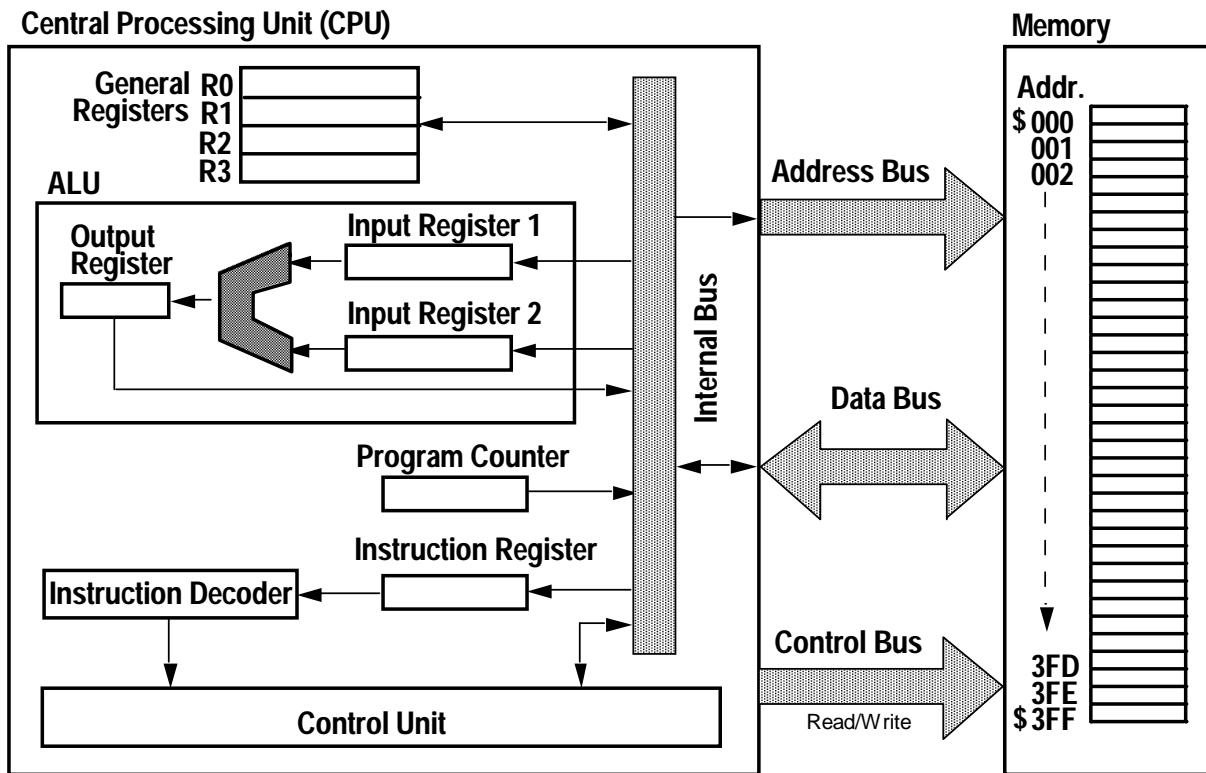 Central Processing Unit (CPU)
General
Registers
R0
R1
R2
R3
ALU
Output
Register
Input Register 1
Input Register 2
Program Counter
Instruction Register
Instruction Decoder
Control Unit
Internal Bus
Address Bus
Data Bus
Control Bus
Read/Write
Memory
Addr.
$ 000
001
002
3FD
3FE
$ 3FF